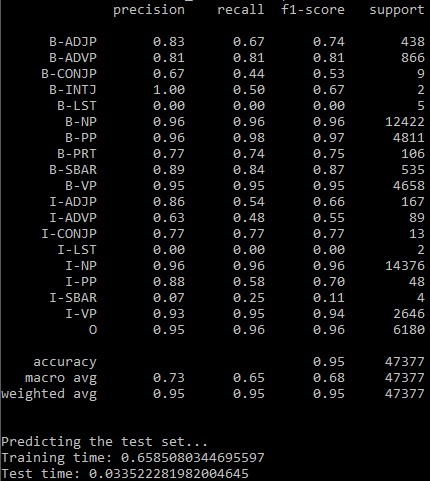 precision recall f1-score support
B-ADJP 0.83 0.67 0.74 438
B-ADVP 0.81 0.81 0.81 866
B-CONJP 0.67 0.44 0.53 9
B-INTJ 1.00 0.50 0.67 2
B-LST 0.00 0.00 0.00 5
B-NP 0.96 0.96 0.96 12422
B-PP 0.96 0.98 0.97 4811
B-PRT 0.77 0.74 0.75 106
B-SBAR 0.89 0.84 0.87 535
B-VP 0.95 0.95 0.95 4658
I-ADJP 0.86 0.54 0.66 167
I-ADVP 0.63 0.48 0.55 89
I-CONJP 0.77 0.77 0.77 13
I-LST 0.00 0.00 0.00 2
I-NP 0.96 0.96 0.96 14376
I-PP 0.88 0.58 0.70 48
I-SBAR 0.07 0.25 0.11 4
I-VP 0.93 0.95 0.94 2646
O 0.95 0.96 0.96 6180
accuracy 0.95 47377
macro avg 0.73 0.65 0.68 47377
weighted avg 0.95 0.95 0.95 47377
Predicting the test set...
Training time: 0.6585080344695597
Test time: 0.033522281982004645